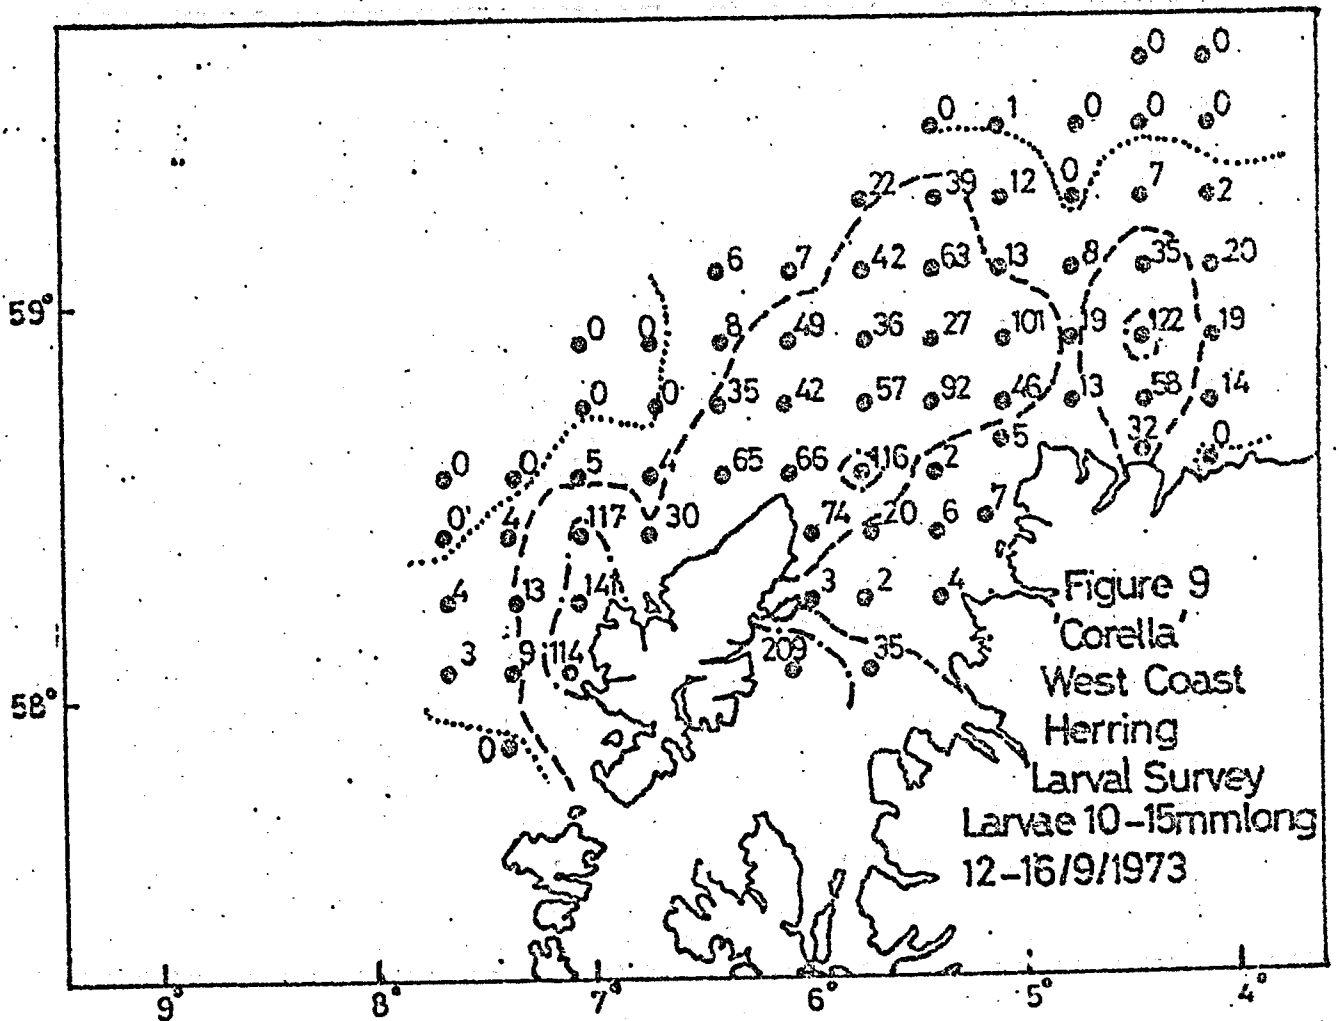 0 0
0 1 0 0 0
22 39 12 0 7 2
6 7 42 63 13 8 35 20
59°
0 0 8 49 36 27 101 19 122 19
0 0 35 42 57 92 46 13 58 14
5 32 0
0 0 5 4 65 66 116 2
0 4 117 30 74 20 6 7
4 13 141 3 2 4
3 9 114 209 35
58°
0
Figure 9
'Corella'
West Coast
Herring
Larval Survey
Larvae 10-15mmlong
12-16/9/1973
9° 8° 7° 6° 5° 4°